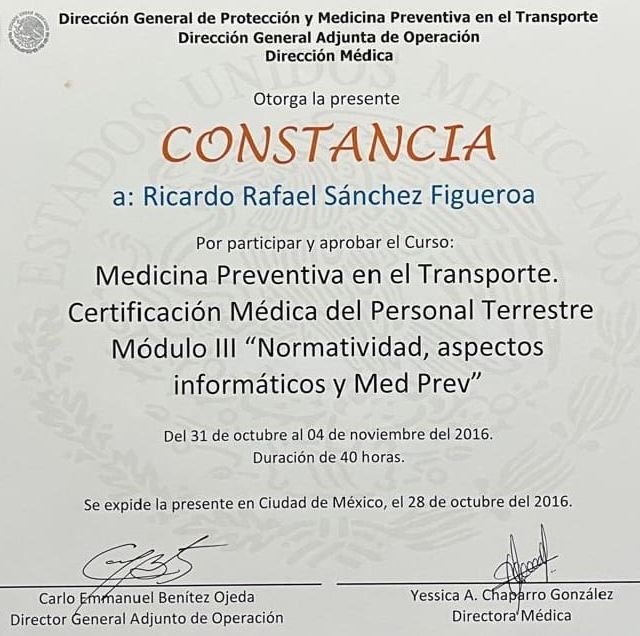 Dirección General de Protección y Medicina Preventiva en el Transporte
Dirección General Adjunta de Operación
Dirección Médica
ESTADOS UNIDOS MEXICANOS
Otorga la presente
CONSTANCIA
a: Ricardo Rafael Sánchez Figueroa
Por participar y aprobar el Curso:
Medicina Preventiva en el Transporte.
Certificación Médica del Personal Terrestre
Módulo III “Normatividad, aspectos
informáticos y Med Prev”
Del 31 de octubre al 04 de noviembre del 2016.
Duración de 40 horas.
Se expide la presente en Ciudad de México, el 28 de octubre del 2016.
Carlo Emmanuel Benítez Ojeda
Director General Adjunto de Operación
Yessica A. Chaparro González
Directora Médica